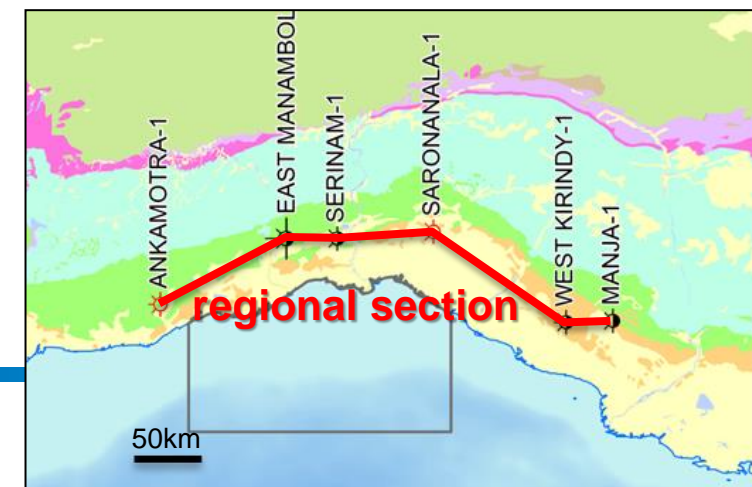 ANKAMOTRA-1
EAST MANAMBOL
SERINAM-1
SARONANALA-1
WEST KIRINDY-1
MANJA-1
regional section
50km